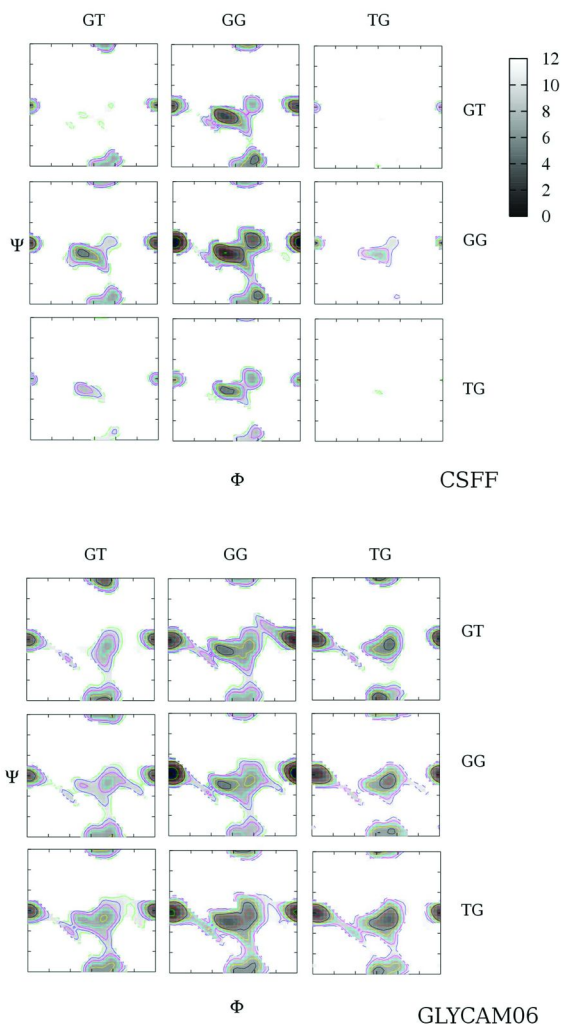 GT GG TG
12
10
GT
8
6
4
2
0
Ψ GG
TG
Φ CSFF
GT GG TG
GT
Ψ GG
TG
Φ
GLYCAM06